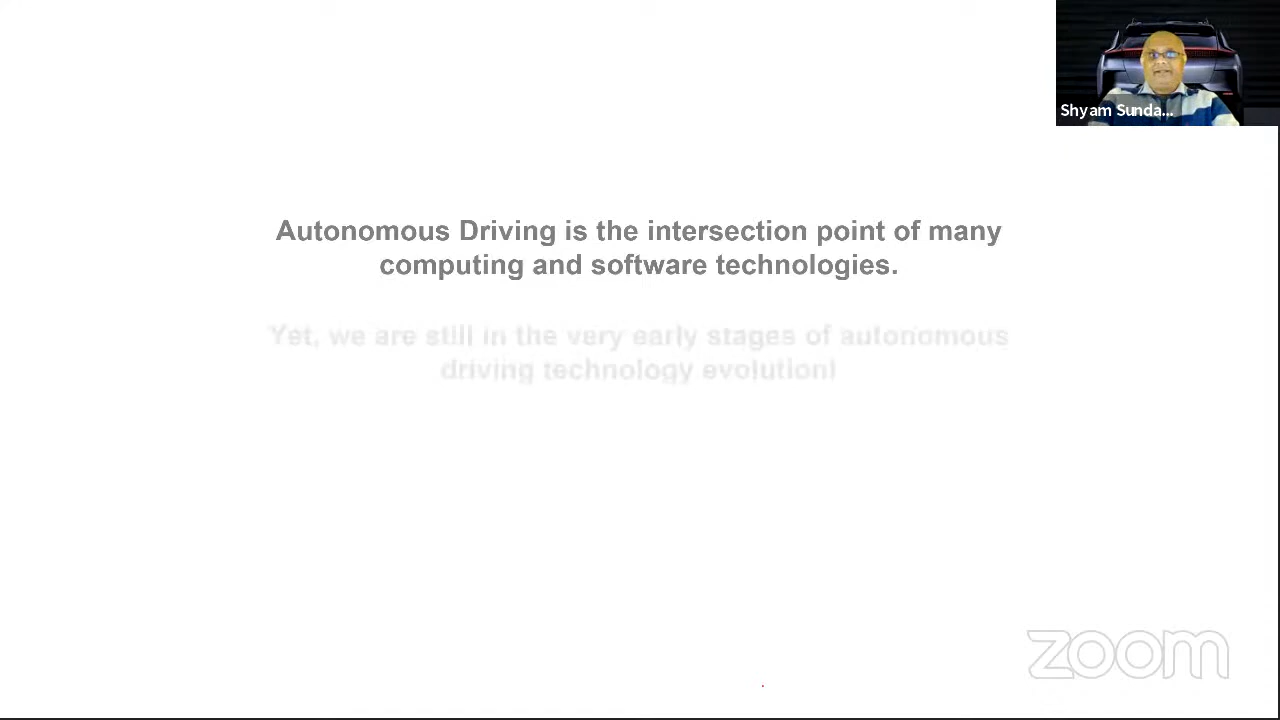 Shyam Sunda...
Autonomous Driving is the intersection point of many
computing and software technologies.
Yet, we are still in the very early stages of autonomous
driving technology evolution!
zoom